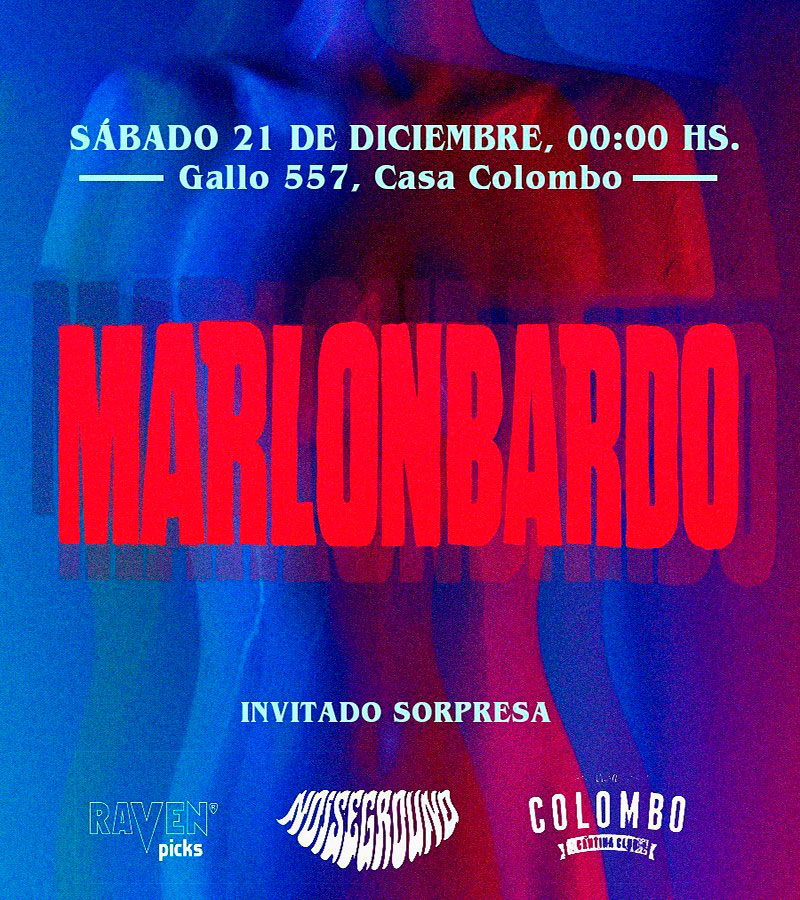 SÁBADO 21 DE DICIEMBRE, 00:00 HS.
Gallo 557, Casa Colombo
MARLONBARDO
INVITADO SORPRESA
RAVEN®
picks
NOISEGROUND
COLOMBO
CANTINA CLUB